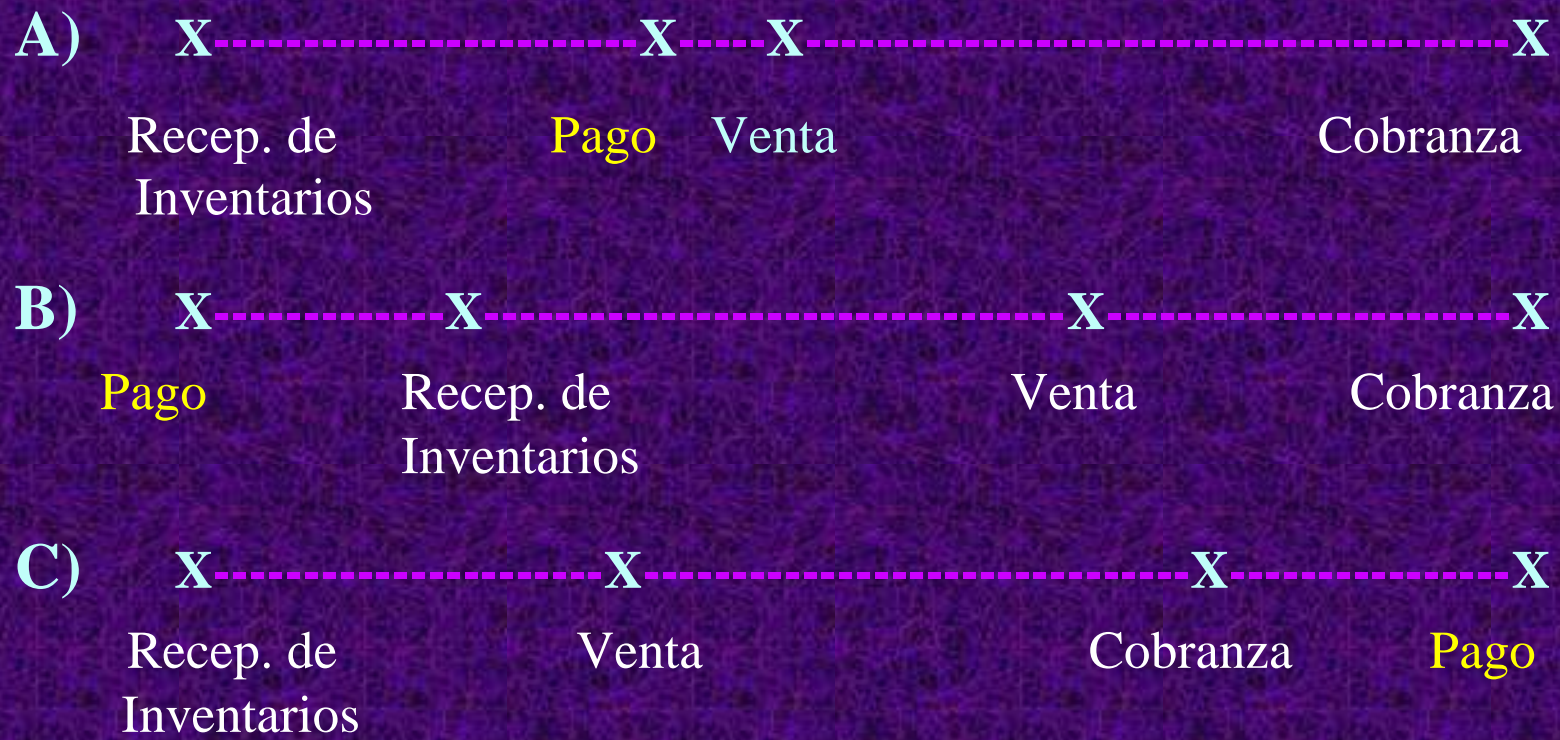 A) X X X X
Recep. de Pago Venta Cobranza
Inventarios
B) X X X X
Pago Recep. de Venta Cobranza
Inventarios
C) X X X X
Recep. de Venta Cobranza Pago
Inventarios